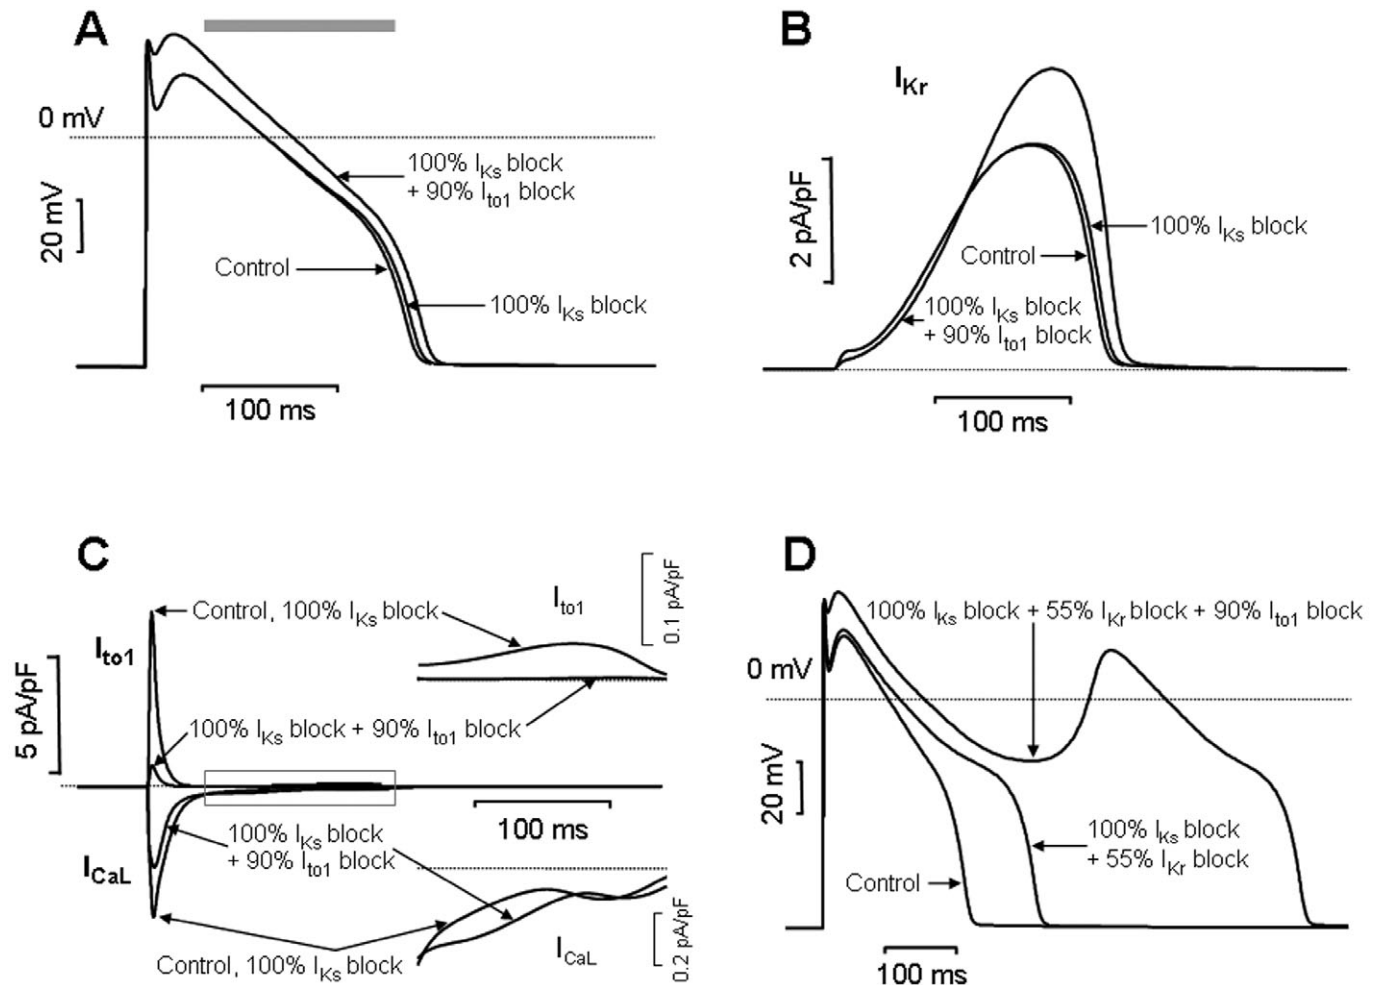 A
0 mV
20 mV
100% IKs block
+ 90% Ito1 block
Control
100% IKs block
100 ms
B
IKr
2 pA/pF
100% IKs block
Control
100% IKs block
+ 90% Ito1 block
100 ms
C
Ito1
5 pA/pF
Control, 100% IKs block
Ito1
0.1 pA/pF
100% IKs block + 90% Ito1 block
100 ms
100% IKs block
+ 90% Ito1 block
ICaL
Control, 100% IKs block
ICaL
0.2 pA/pF
D
100% IKs block + 55% IKr block + 90% Ito1 block
0 mV
20 mV
100% IKs block
+ 55% IKr block
Control
100 ms